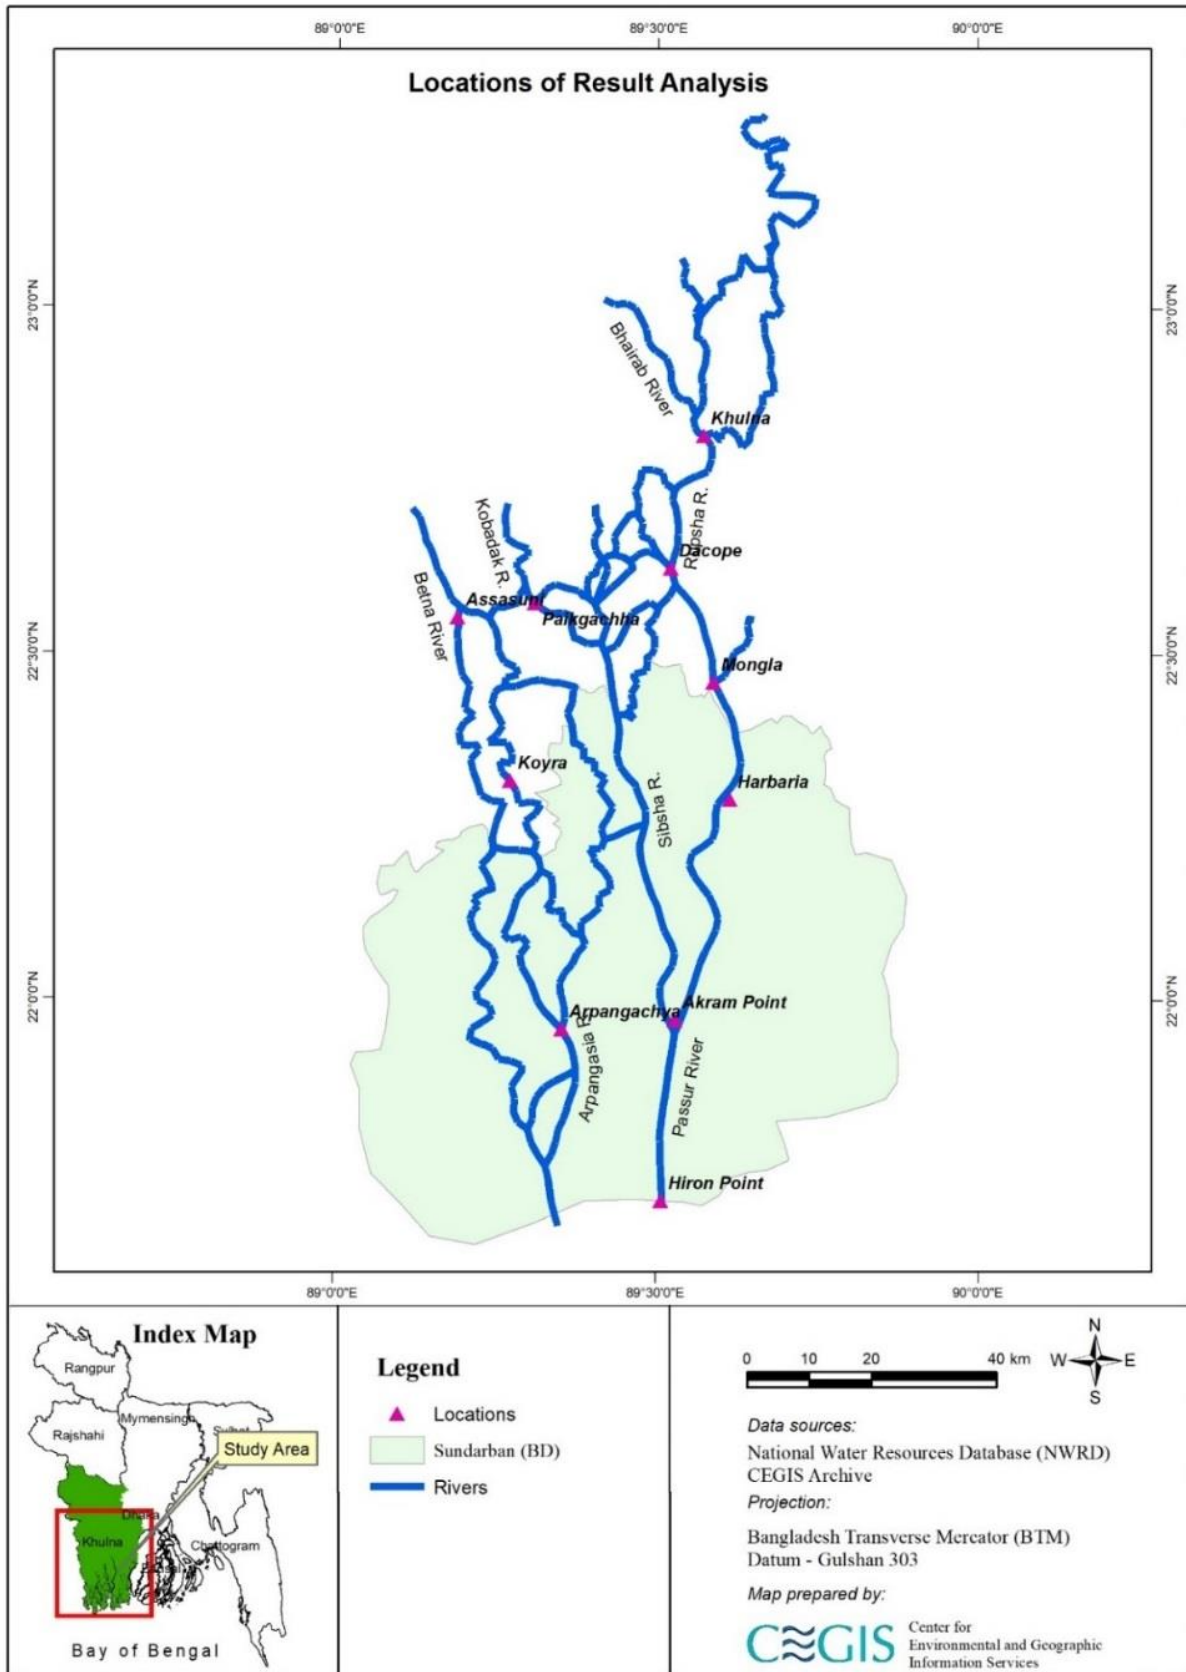 89°0'0"E 89°30'0"E 90°0'0"E
Locations of Result Analysis
23°0'0"N
23°0'0"N
Bhairab River
Khulna
Kobadak R.
Rupsha R.
Dacope
Betna River
Assasuni
Paikgachha
22°30'0"N
22°30'0"N
Mongla
Koyra
Harbaria
Sibsha R.
22°0'0"N
22°0'0"N
Arpangachya
Akram Point
Arpangasia R.
Passur River
Hiron Point
89°0'0"E 89°30'0"E 90°0'0"E
Index Map
Rangpur
Mymensingh
Rajshahi
Study Area
Dhaka
Khulna
Chattogram
Bay of Bengal
Legend
Locations
Sundarban (BD)
Rivers
0 10 20 40 km
N
W E
S
Data sources:
National Water Resources Database (NWRD)
CEGIS Archive
Projection:
Bangladesh Transverse Mercator (BTM)
Datum - Gulshan 303
Map prepared by:
CEGIS
Center for
Environmental and Geographic
Information Services